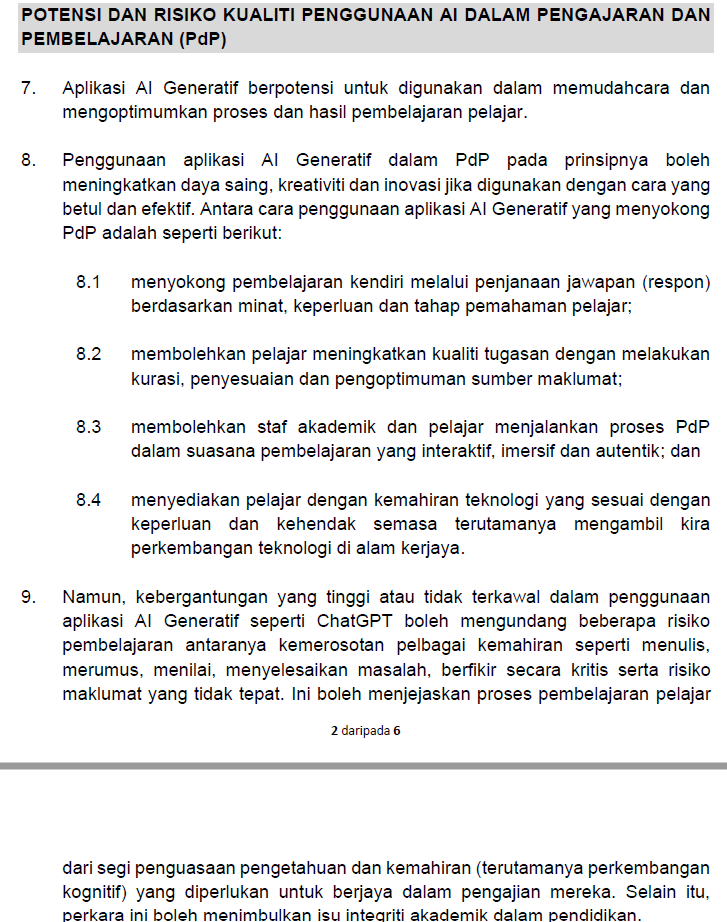 POTENSI DAN RISIKO KUALITI PENGGUNAAN AI DALAM PENGAJARAN DAN
PEMBELAJARAN (PdP)
7. Aplikasi AI Generatif berpotensi untuk digunakan dalam memudahcara dan
mengoptimumkan proses dan hasil pembelajaran pelajar.
8. Penggunaan aplikasi AI Generatif dalam PdP pada prinsipnya boleh
meningkatkan daya saing, kreativiti dan inovasi jika digunakan dengan cara yang
betul dan efektif. Antara cara penggunaan aplikasi AI Generatif yang menyokong
PdP adalah seperti berikut:
8.1 menyokong pembelajaran kendiri melalui penjanaan jawapan (respon)
berdasarkan minat, keperluan dan tahap pemahaman pelajar;
8.2 membolehkan pelajar meningkatkan kualiti tugasan dengan melakukan
kurasi, penyesuaian dan pengoptimuman sumber maklumat;
8.3 membolehkan staf akademik dan pelajar menjalankan proses PdP
dalam suasana pembelajaran yang interaktif, imersif dan autentik; dan
8.4 menyediakan pelajar dengan kemahiran teknologi yang sesuai dengan
keperluan dan kehendak semasa terutamanya mengambil kira
perkembangan teknologi di alam kerjaya.
9. Namun, kebergantungan yang tinggi atau tidak terkawal dalam penggunaan
aplikasi AI Generatif seperti ChatGPT boleh mengundang beberapa risiko
pembelajaran antaranya kemerosotan pelbagai kemahiran seperti menulis,
merumus, menilai, menyelesaikan masalah, berfikir secara kritis serta risiko
maklumat yang tidak tepat. Ini boleh menjejaskan proses pembelajaran pelajar
2 daripada 6
dari segi penguasaan pengetahuan dan kemahiran (terutamanya perkembangan
kognitif) yang diperlukan untuk berjaya dalam pengajian mereka. Selain itu,
perkara ini boleh menimbulkan isu integriti akademik dalam pendidikan.